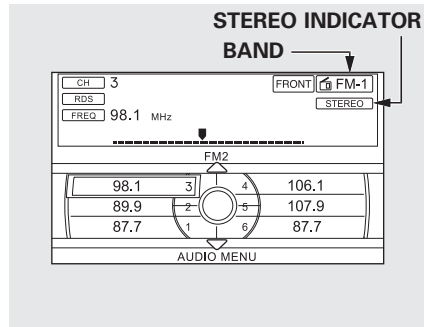 STEREO INDICATOR
BAND
CH 3 FRONT FM-1
RDS STEREO
FREQ 98.1 MHz
FM2
98.1 3 4 106.1
89.9 2 5 107.9
87.7 1 6 87.7
AUDIO MENU